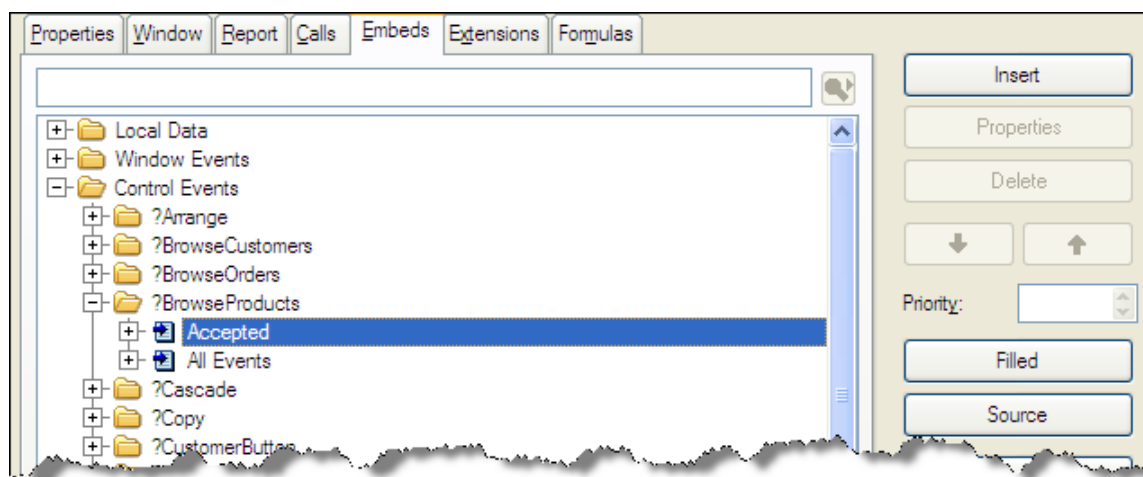 Properties Window Report Calls Embeds Extensions Formulas
Insert
Local Data
Properties
Window Events
Control Events
Delete
?Arrange
?BrowseCustomers
?BrowseOrders
?BrowseProducts
Priority:
Accepted
All Events
Filled
?Cascade
?Copy
Source
?CustomerButton